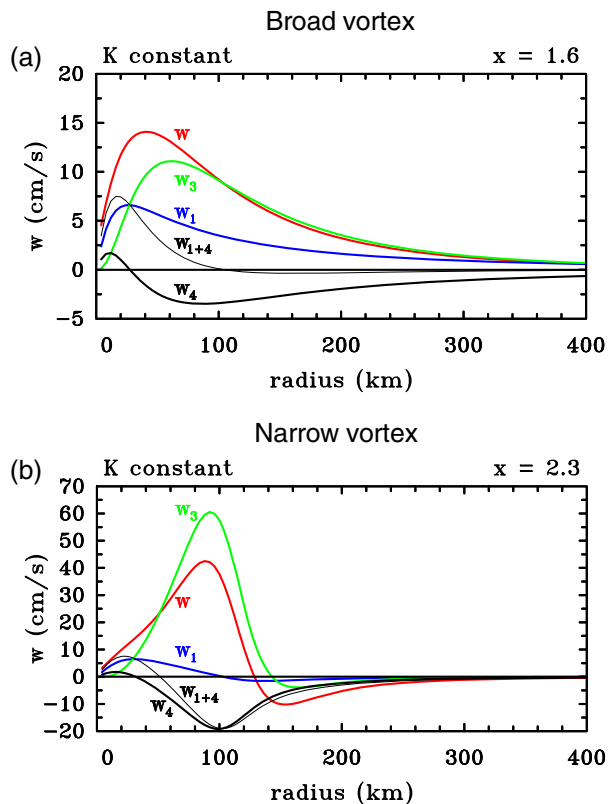 Broad vortex
(a) K constant x = 1.6
20
15
10
5
0
−5
w (cm/s)
w
w3
w1
w1+4
w4
0 100 200 300 400
radius (km)
Narrow vortex
(b) K constant x = 2.3
70
60
50
40
30
20
10
0
−10
−20
w (cm/s)
w3
w
w1
w1+4
w4
0 100 200 300 400
radius (km)